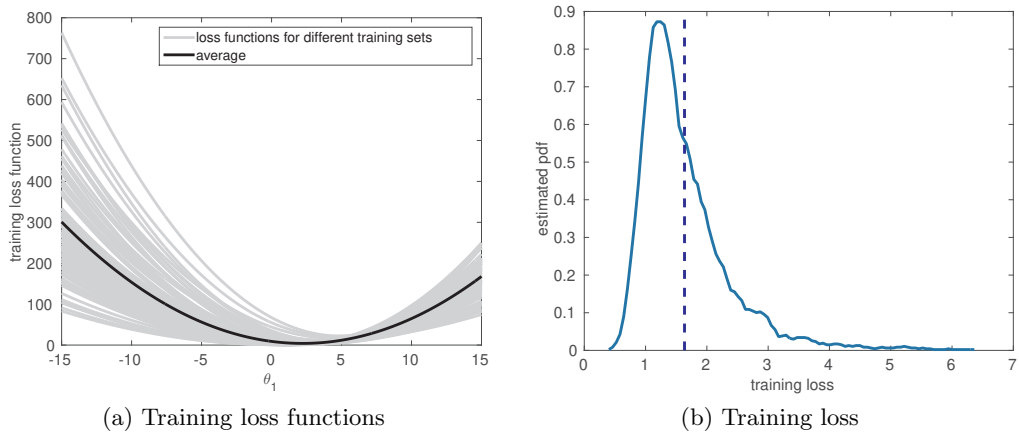 800
700
600
500
400
300
200
100
0
training loss function
loss functions for different training sets
average
-15 -10 -5 0 5 10 15
θ1
(a) Training loss functions
0.9
0.8
0.7
0.6
0.5
0.4
0.3
0.2
0.1
0
estimated pdf
0 1 2 3 4 5 6 7
training loss
(b) Training loss